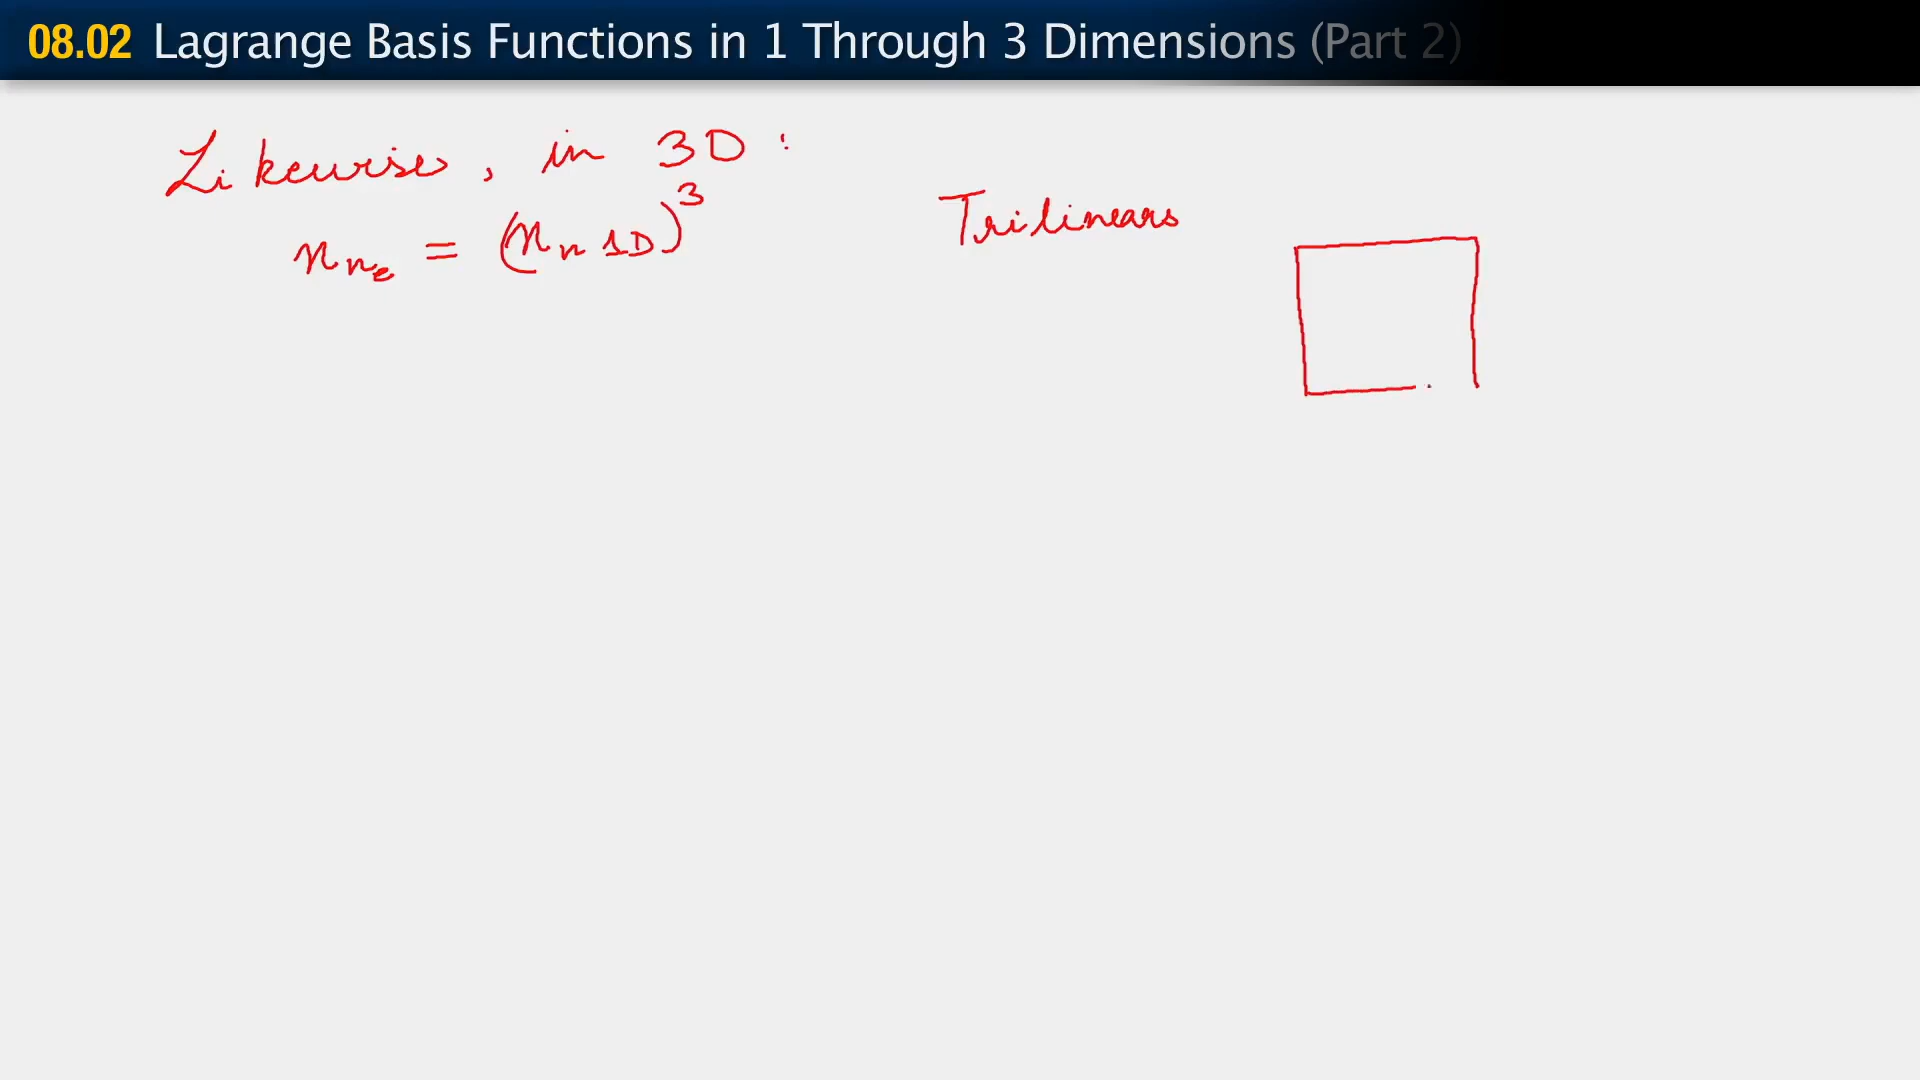 08.02 Lagrange Basis Functions in 1 Through 3 Dimensions (Part 2)
Likewise, in 3D :
n_{n_e} = (n_{n 1D})^3
Trilinears